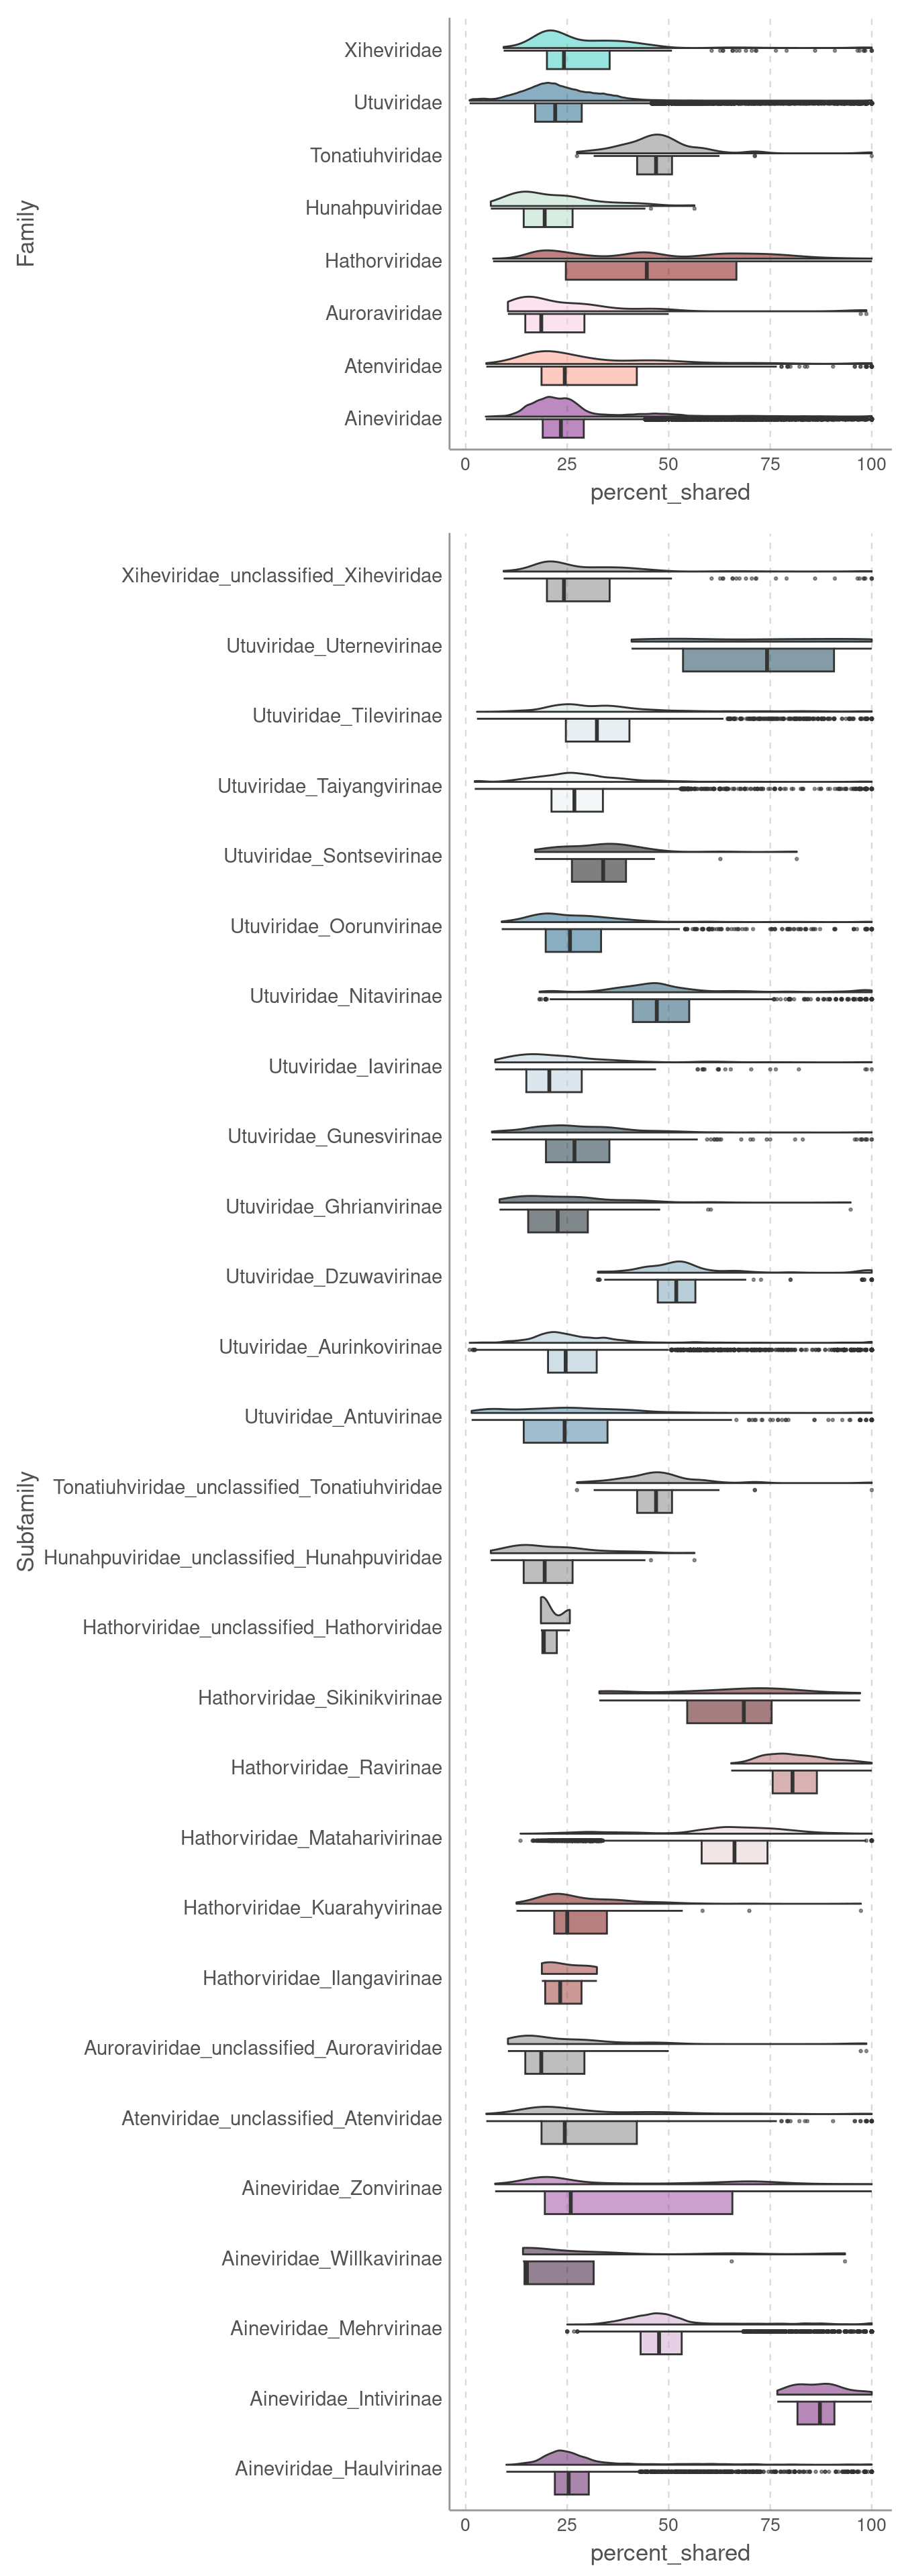 Family
Xiheviridae
Utuviridae
Tonatiuhviridae
Hunahpuviridae
Hathorviridae
Auroraviridae
Atenviridae
Aineviridae
0 25 50 75 100
percent_shared
Subfamily
Xiheviridae_unclassified_Xiheviridae
Utuviridae_Uternevirinae
Utuviridae_Tilevirinae
Utuviridae_Taiyangvirinae
Utuviridae_Sontsevirinae
Utuviridae_Oorunvirinae
Utuviridae_Nitavirinae
Utuviridae_Iavirinae
Utuviridae_Gunesvirinae
Utuviridae_Ghrianvirinae
Utuviridae_Dzuwavirinae
Utuviridae_Aurinkovirinae
Utuviridae_Antuvirinae
Tonatiuhviridae_unclassified_Tonatiuhviridae
Hunahpuviridae_unclassified_Hunahpuviridae
Hathorviridae_unclassified_Hathorviridae
Hathorviridae_Sikinikvirinae
Hathorviridae_Ravirinae
Hathorviridae_Mataharivirinae
Hathorviridae_Kuarahyvirinae
Hathorviridae_Ilangavirinae
Auroraviridae_unclassified_Auroraviridae
Atenviridae_unclassified_Atenviridae
Aineviridae_Zonvirinae
Aineviridae_Willkavirinae
Aineviridae_Mehrvirinae
Aineviridae_Intivirinae
Aineviridae_Haulvirinae
0 25 50 75 100
percent_shared